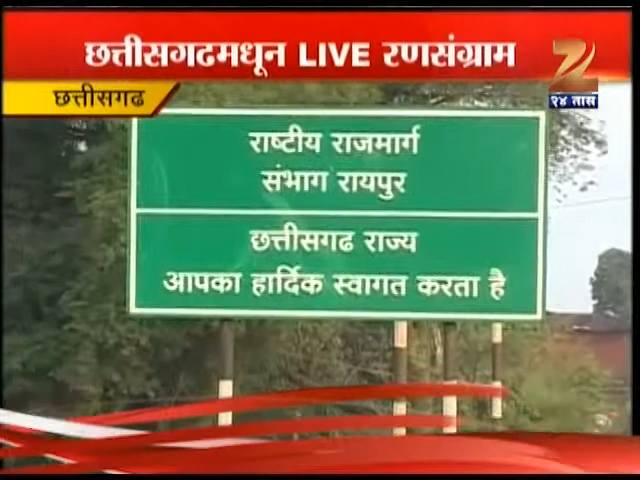 छत्तीसगढमधून LIVE रणसंग्राम
छत्तीसगढ
Z
२४ तास
राष्टीय राजमार्ग
संभाग रायपुर
छत्तीसगढ राज्य
आपका हार्दिक स्वागत करता है